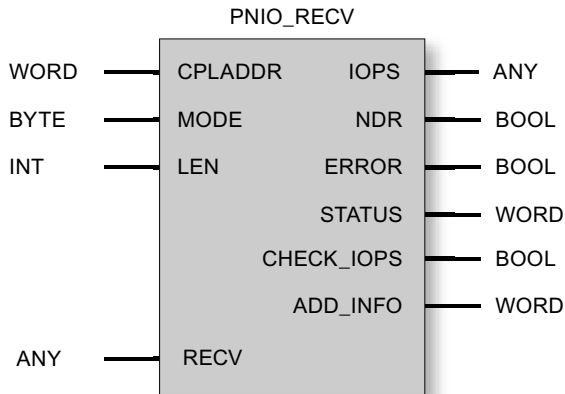 PNIO_RECV
WORD CPLADDR IOPS ANY
BYTE MODE NDR BOOL
INT LEN ERROR BOOL
STATUS WORD
CHECK_IOPS BOOL
ADD_INFO WORD
ANY RECV